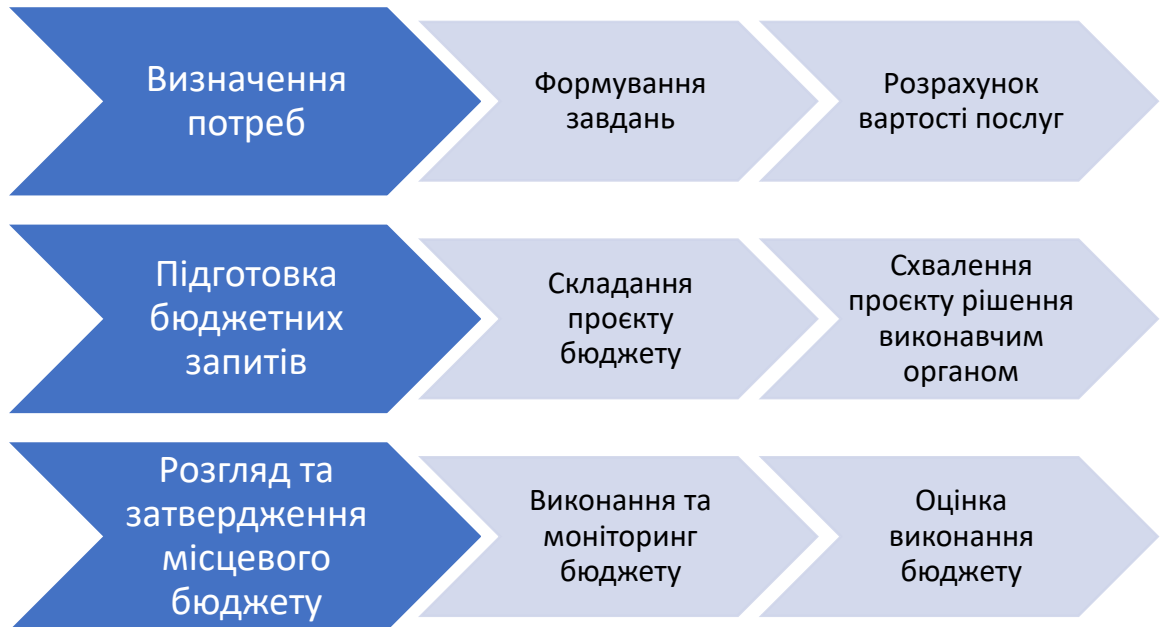 Визначення
потреб
Формування
завдань
Розрахунок
вартості послуг
Підготовка
бюджетних
запитів
Складання
проєкту
бюджету
Схвалення
проєкту рішення
виконавчим
органом
Розгляд та
затвердження
місцевого
бюджету
Виконання та
моніторинг
бюджету
Оцінка
виконання
бюджету